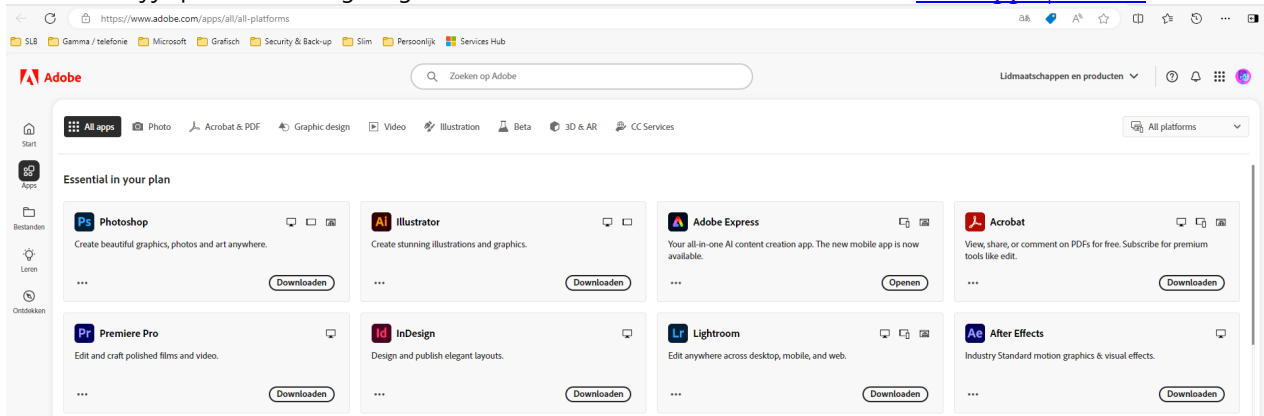 https://www.adobe.com/apps/all/all-platforms
SLB Gamma / telefonie Microsoft Grafisch Security & Back-up Slim Persoonlijk Services Hub
Adobe Zoeken op Adobe Lidmaatschappen en producten
All apps Photo Acrobat & PDF Graphic design Video Illustration Beta 3D & AR CC Services All platforms
Start
Apps
Bestanden
Leren
Ontdekken
Essential in your plan
Ps Photoshop
Create beautiful graphics, photos and art anywhere.
Downloaden
Ai Illustrator
Create stunning illustrations and graphics.
Downloaden
Adobe Express
Your all-in-one AI content creation app. The new mobile app is now
available.
Openen
Acrobat
View, share, or comment on PDFs for free. Subscribe for premium
tools like edit.
Downloaden
Pr Premiere Pro
Edit and craft polished films and video.
Downloaden
Id InDesign
Design and publish elegant layouts.
Downloaden
Lr Lightroom
Edit anywhere across desktop, mobile, and web.
Downloaden
Ae After Effects
Industry Standard motion graphics & visual effects.
Downloaden